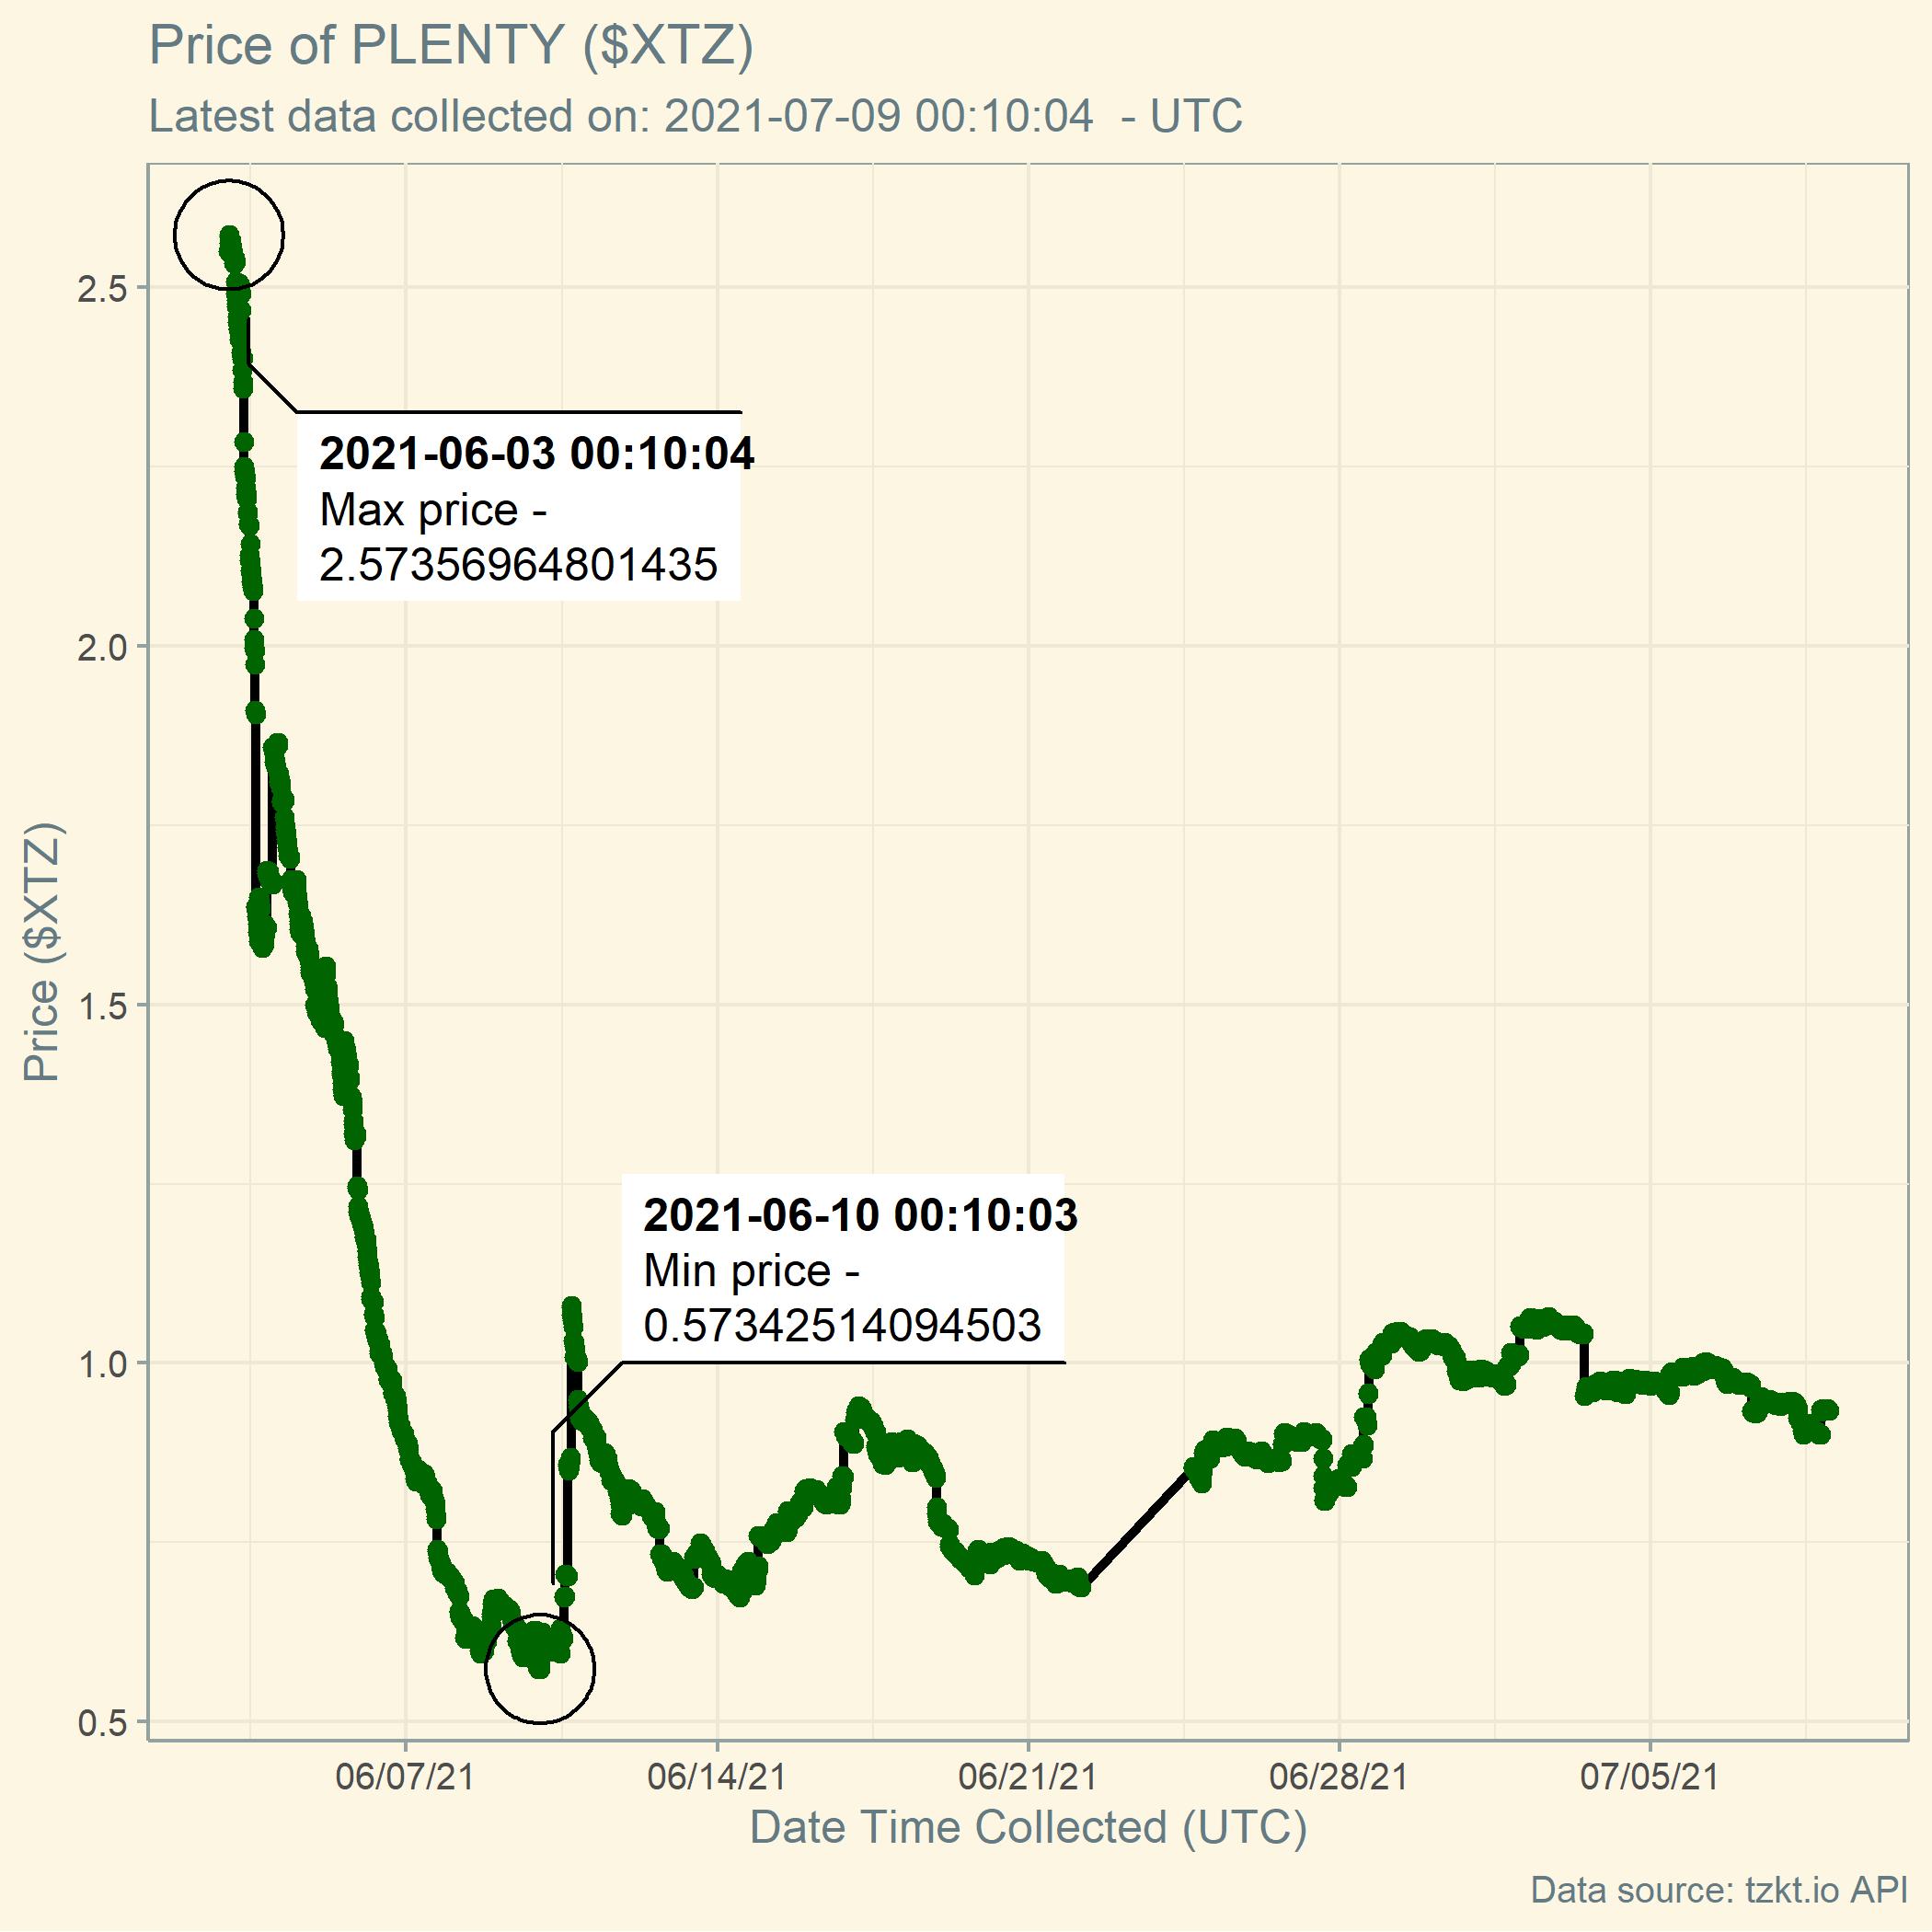 Price of PLENTY ($XTZ)
Latest data collected on: 2021-07-09 00:10:04  - UTC
2.5
2.0
1.5
1.0
0.5
Price ($XTZ)
2021-06-03 00:10:04
Max price -
2.57356964801435
2021-06-10 00:10:03
Min price -
0.57342514094503
06/07/21
06/14/21
06/21/21
06/28/21
07/05/21
Date Time Collected (UTC)
Data source: tzkt.io API